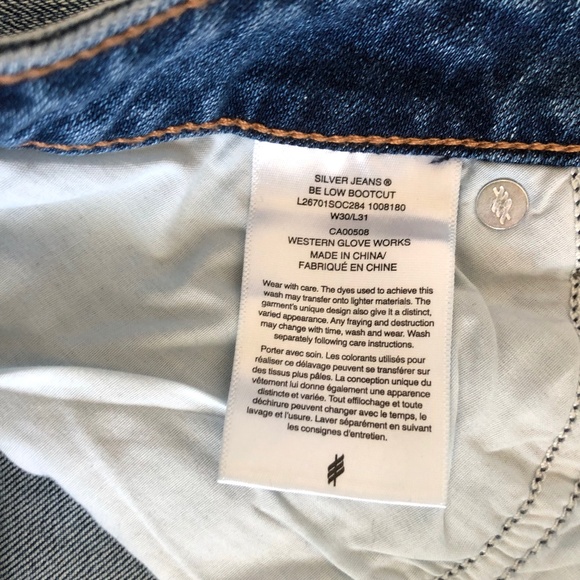 SILVER JEANS ®
BE LOW BOOTCUT
L26701SOC284 1008180
W30/L31
CA00508
WESTERN GLOVE WORKS
MADE IN CHINA/
FABRIQUÉ EN CHINE
Wear with care. The dyes used to achieve this
wash may transfer onto lighter materials. The
garment's unique design also give it a distinct,
varied appearance. Any fraying and destruction
may change with time, wash and wear. Wash
separately following care instructions.
Porter avec soin. Les colorants utilisés pour
réaliser ce délavage peuvent se transférer sur
des tissus plus pâles. La conception unique du
vêtement lui donne également une apparence
distincte et variée. Tout effilochage et toute
déchirure peuvent changer avec le temps, le
lavage et l'usure. Laver séparément en suivant
les consignes d'entretien.